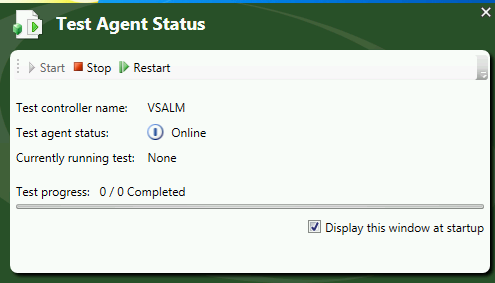 Test Agent Status
Start Stop Restart
Test controller name: VSALM
Test agent status: Online
Currently running test: None
Test progress: 0 / 0 Completed
Display this window at startup